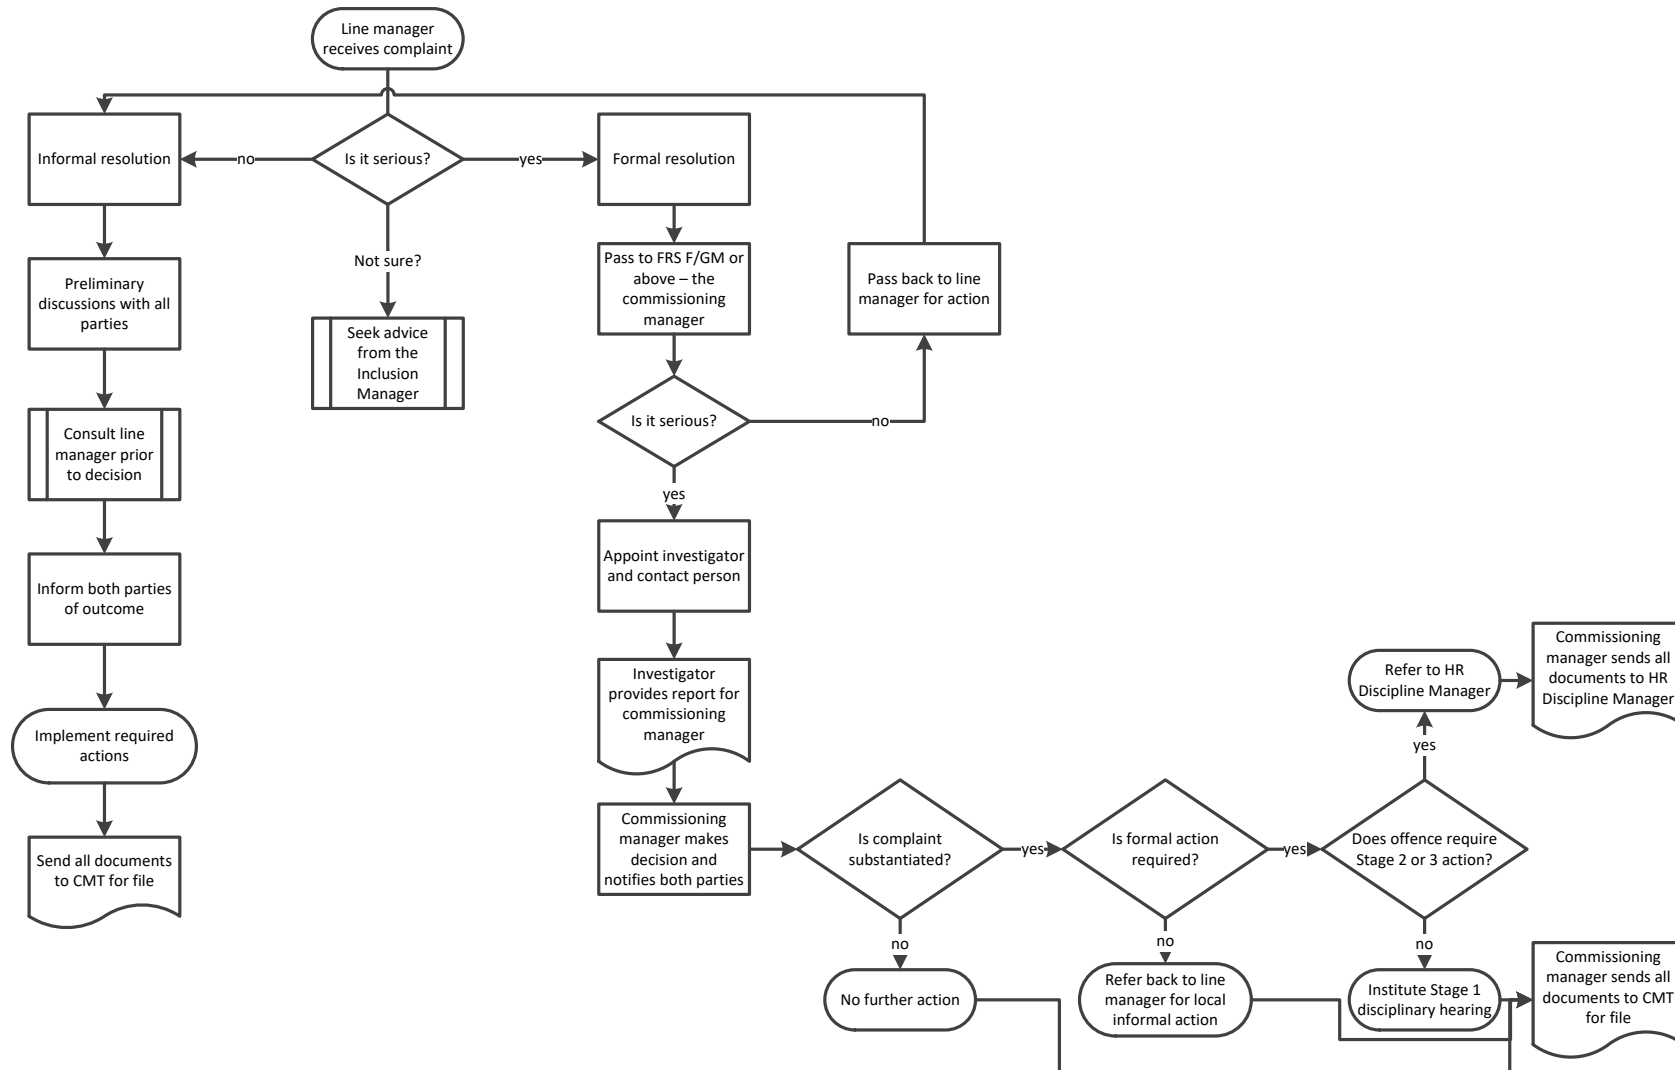 Line manager
receives complaint
Informal resolution
no
Is it serious?
yes
Formal resolution
Not sure?
Seek advice
from the
Inclusion
Manager
Preliminary
discussions with all
parties
Consult line
manager prior
to decision
Inform both parties
of outcome
Implement required
actions
Send all documents
to CMT for file
Pass to FRS F/GM or
above – the
commissioning
manager
Pass back to line
manager for action
Is it serious?
no
yes
Appoint investigator
and contact person
Investigator
provides report for
commissioning
manager
Commissioning
manager makes
decision and
notifies both parties
Is complaint
substantiated?
yes
Is formal action
required?
yes
Does offence require
Stage 2 or 3 action?
yes
Refer to HR
Discipline Manager
Commissioning
manager sends all
documents to HR
Discipline Manager
no
No further action
no
Refer back to line
manager for local
informal action
no
Institute Stage 1
disciplinary hearing
Commissioning
manager sends all
documents to CMT
for file